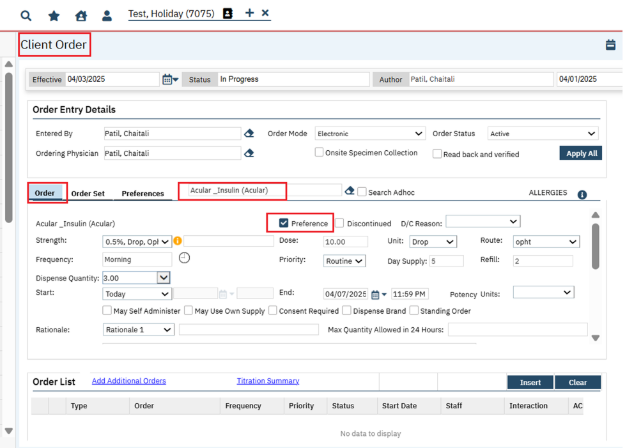 Test, Holiday (7075)
Client Order
Effective 04/03/2025 Status In Progress Author Patil, Chaitali 04/01/2025
Order Entry Details
Entered By Patil, Chaitali Order Mode Electronic Order Status Active
Ordering Physician Patil, Chaitali Onsite Specimen Collection Read back and verified Apply All
Order Order Set Preferences Acular _Insulin (Acular) Search Adhoc ALLERGIES
Acular _Insulin (Acular) Preference Discontinued D/C Reason:
Strength: 0.5%, Drop, Opl Dose: 10.00 Unit: Drop Route: opht
Frequency: Morning Priority: Routine Day Supply: 5 Refill: 2
Dispense Quantity: 3.00
Start: Today End: 04/07/2025 11:59 PM Potency Units:
May Self Administer May Use Own Supply Consent Required Dispense Brand Standing Order
Rationale: Rationale 1 Max Quantity Allowed in 24 Hours:
Order List Add Additional Orders Titration Summary Insert Clear
Type Order Frequency Priority Status Start Date Staff Interaction AC
No data to display